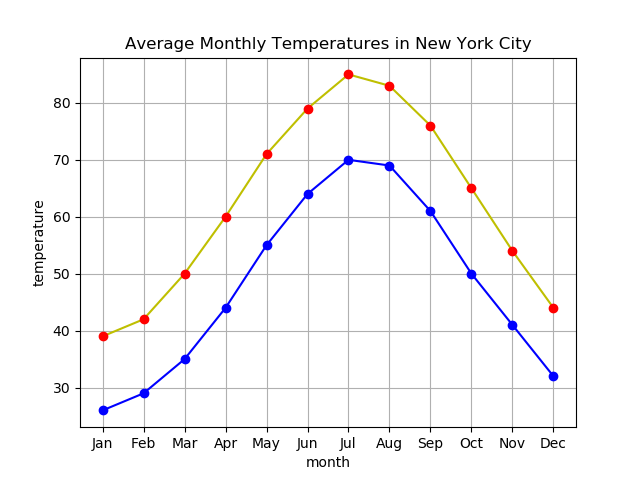 Average Monthly Temperatures in New York City
80
70
60
50
40
30
temperature
Jan Feb Mar Apr May Jun Jul Aug Sep Oct Nov Dec
month